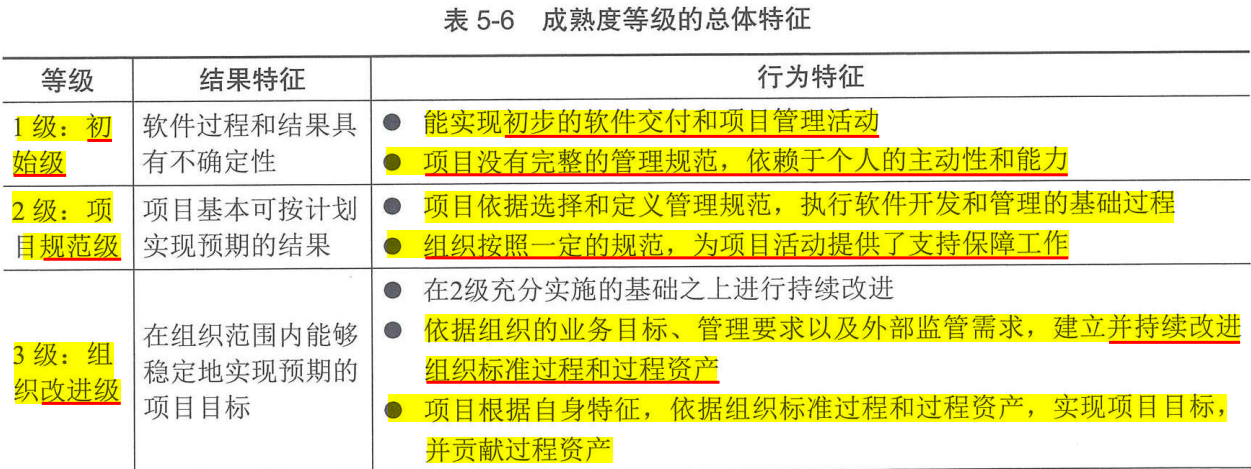 表 5-6 成熟度等级的总体特征
等级 结果特征 行为特征
1 级：初
始级
软件过程和结果具
有不确定性
● 能实现初步的软件交付和项目管理活动
● 项目没有完整的管理规范，依赖于个人的主动性和能力
2 级：项
目规范级
项目基本可按计划
实现预期的结果
● 项目依据选择和定义管理规范，执行软件开发和管理的基础过程
● 组织按照一定的规范，为项目活动提供了支持保障工作
3 级：组
织改进级
在组织范围内能够
稳定地实现预期的
项目目标
● 在2级充分实施的基础之上进行持续改进
● 依据组织的业务目标、管理要求以及外部监管需求，建立并持续改进
组织标准过程和过程资产
● 项目根据自身特征，依据组织标准过程和过程资产，实现项目目标，
并贡献过程资产